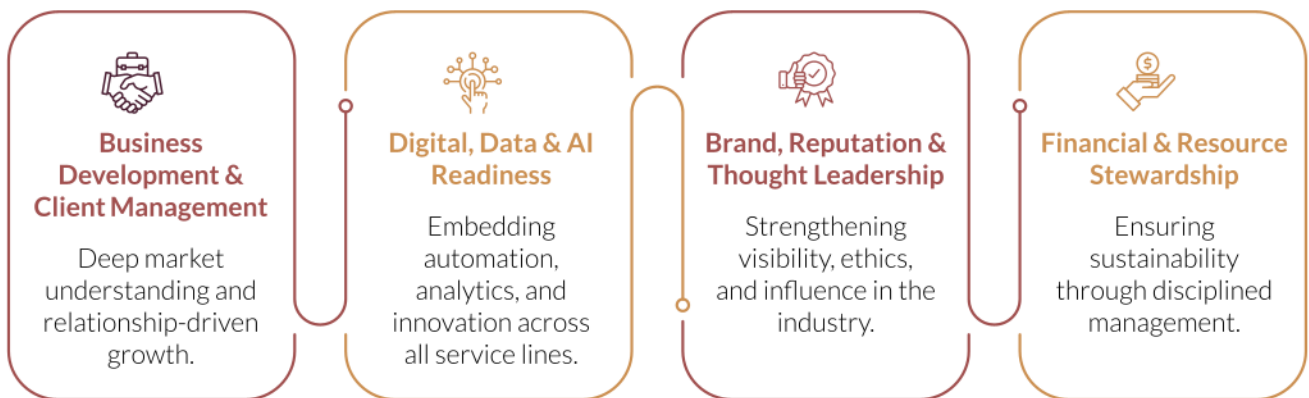 Business
Development &
Client Management
Deep market
understanding and
relationship-driven
growth.
Digital, Data & AI
Readiness
Embedding
automation,
analytics, and
innovation across
all service lines.
Brand, Reputation &
Thought Leadership
Strengthening
visibility, ethics,
and influence in the
industry.
$
Financial & Resource
Stewardship
Ensuring
sustainability
through disciplined
management.